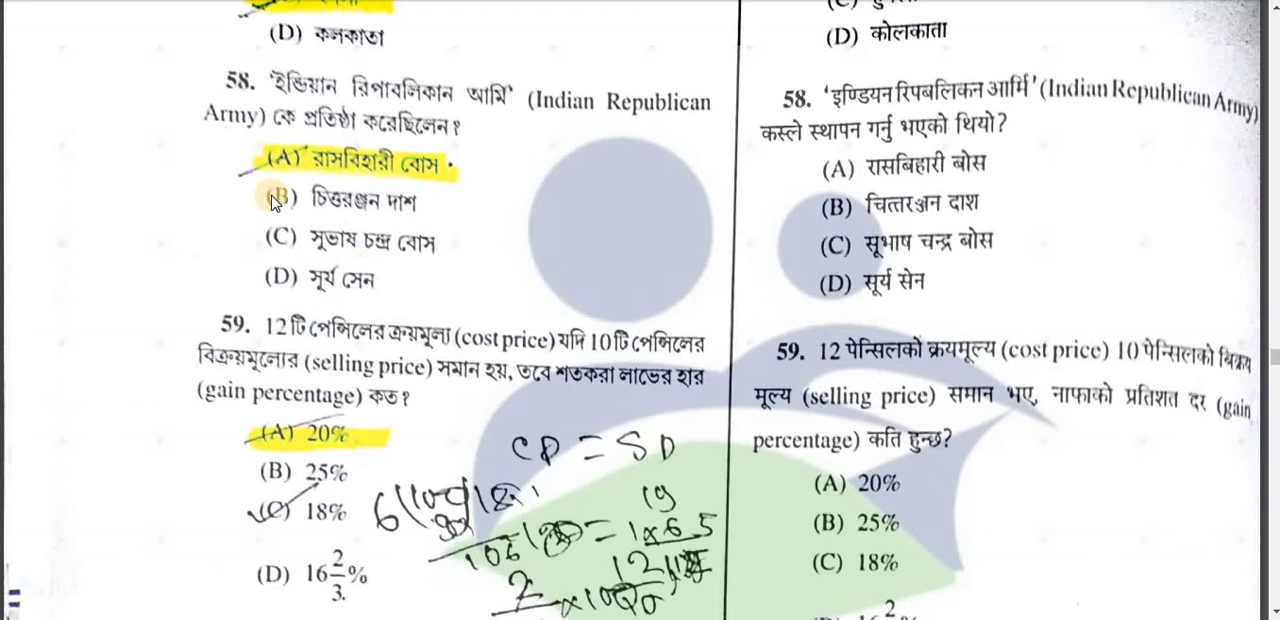 (D) কলকাতা
58. 'ইন্ডিয়ান রিপাবলিকান আর্মি' (Indian Republican
Army) কে প্রতিষ্ঠা করেছিলেন?
(A) রাসবিহারী বোস
(B) চিত্তরঞ্জন দাশ
(C) সুভাষ চন্দ্র বোস
(D) সূর্য সেন
59. 12টি পেন্সিলের ক্রয়মূল্য (cost price) যদি 10টি পেন্সিলের
বিক্রয়মূল্যের (selling price) সমান হয়, তবে শতকরা লাভের হার
(gain percentage) কত?
(A) 20%
(B) 25%
(C) 18%
(D) 16 2/3%
CP = SP
(D) कोलकाता
58. 'इण्डियन रिपबलिकन आर्मि' (Indian Republican Army)
कस्ले स्थापन गर्नु भएको थियो?
(A) रासबिहारी बोस
(B) चित्तरञ्जन दाश
(C) सूभाष चन्द्र बोस
(D) सूर्य सेन
59. 12 पेन्सिलको क्रयमूल्य (cost price) 10 पेन्सिलको बिक्रय
मूल्य (selling price) समान भए, नाफाको प्रतिशत दर (gain
percentage) कति हुन्छ?
(A) 20%
(B) 25%
(C) 18%